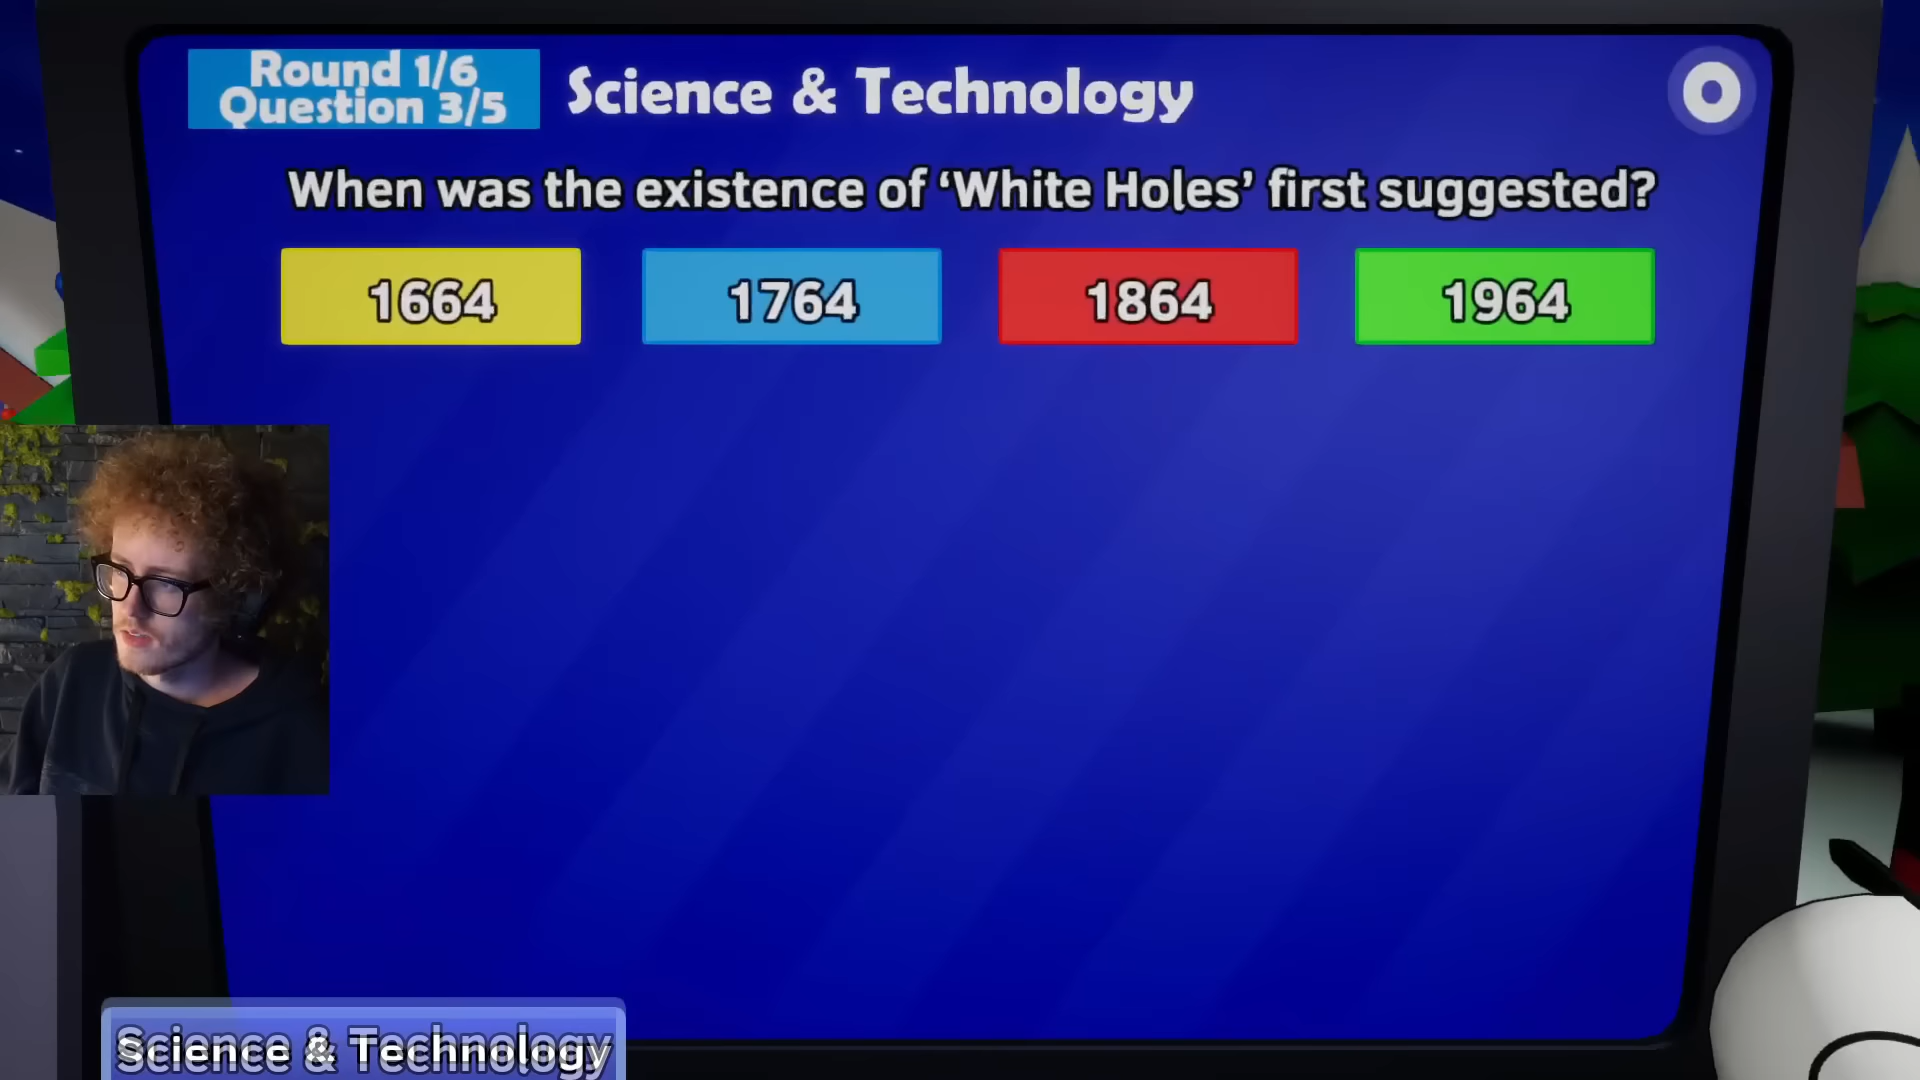 Round 1/6
Question 3/5
Science & Technology
0
When was the existence of ‘White Holes’ first suggested?
1664
1764
1864
1964
Science & Technology